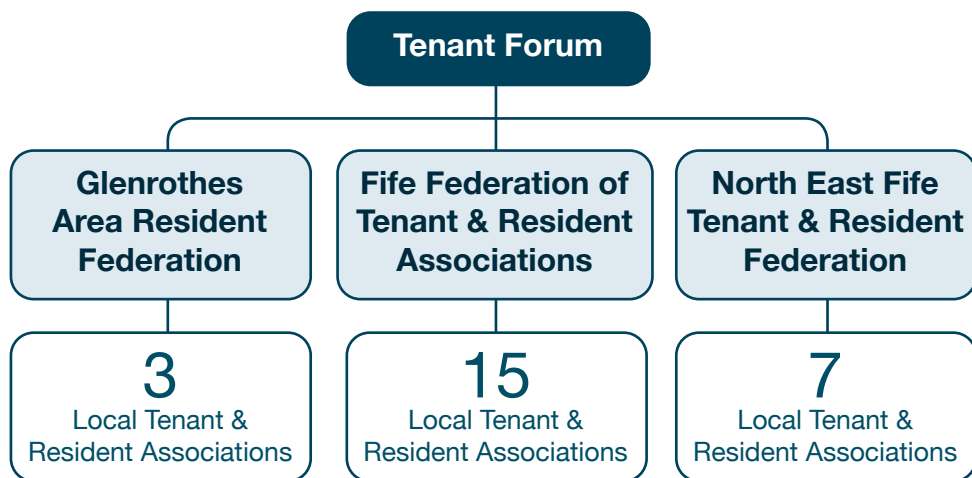 Tenant Forum
Glenrothes
Area Resident
Federation
Fife Federation of
Tenant & Resident
Associations
North East Fife
Tenant & Resident
Federation
3
Local Tenant &
Resident Associations
15
Local Tenant &
Resident Associations
7
Local Tenant &
Resident Associations